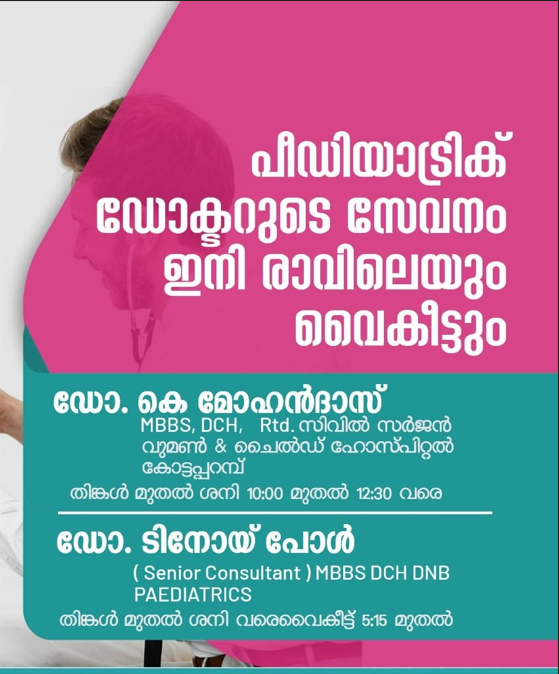 പീഡിയാട്രിക്
ഡോക്ടറുടെ സേവനം
ഇനി രാവിലെയും
വൈകീട്ടും
ഡോ. കെ മോഹൻദാസ്
MBBS, DCH, Rtd. സിവിൽ സർജൻ
വുമൺ & ചൈൽഡ് ഹോസ്പിറ്റൽ
കോട്ടപ്പറമ്പ്
തിങ്കൾ മുതൽ ശനി 10:00 മുതൽ 12:30 വരെ
ഡോ. ടിനോയ് പോൾ
( Senior Consultant ) MBBS DCH DNB
PAEDIATRICS
തിങ്കൾ മുതൽ ശനി വരെവൈകീട്ട് 5:15 മുതൽ